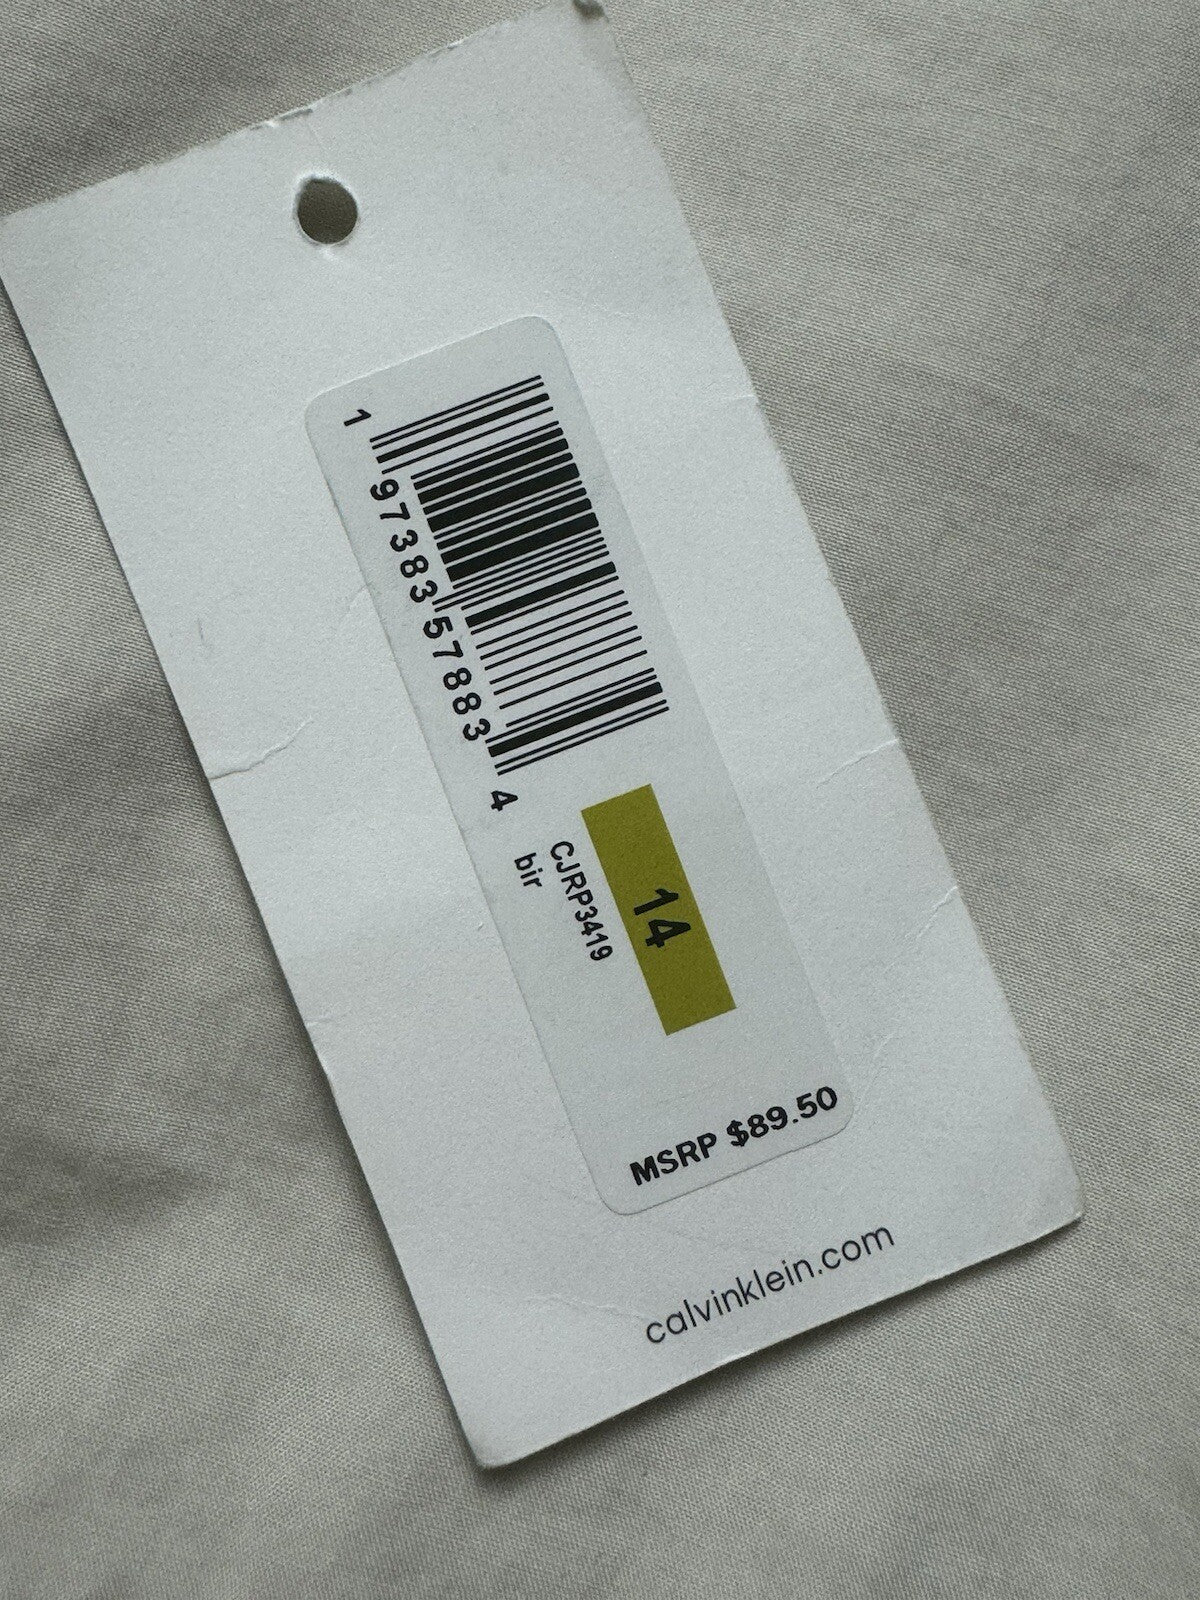 1 97383 57883 4
14
CJRP3419
bir
MSRP $89.50
calvinklein.com